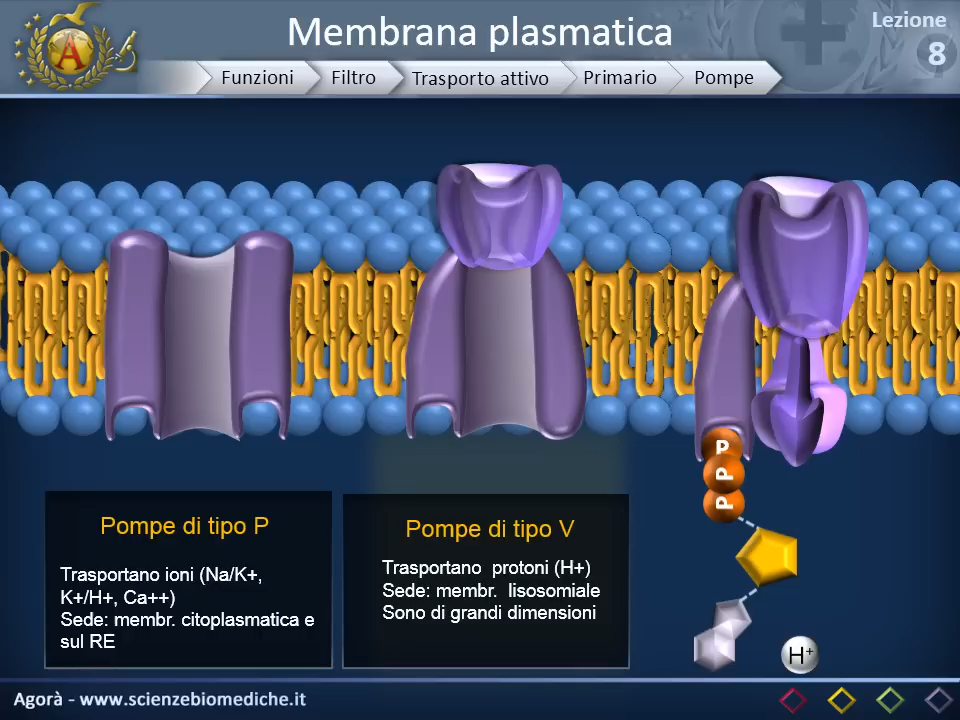 Membrana plasmatica
Lezione
8
A
Funzioni
Filtro
Trasporto attivo
Primario
Pompe
P
P
P
Pompe di tipo P
Trasportano ioni (Na/K+,
K+/H+, Ca++)
Sede: membr. citoplasmatica e
sul RE
Pompe di tipo V
Trasportano protoni (H+)
Sede: membr. lisosomiale
Sono di grandi dimensioni
H+
Agorà - www.scienzebiomediche.it